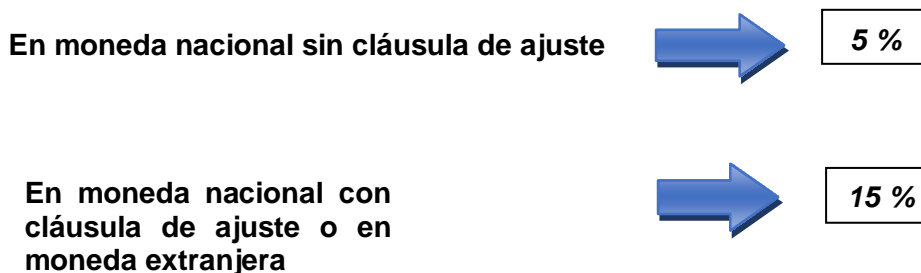 En moneda nacional sin cláusula de ajuste 5 %
En moneda nacional con
cláusula de ajuste o en
moneda extranjera
15 %